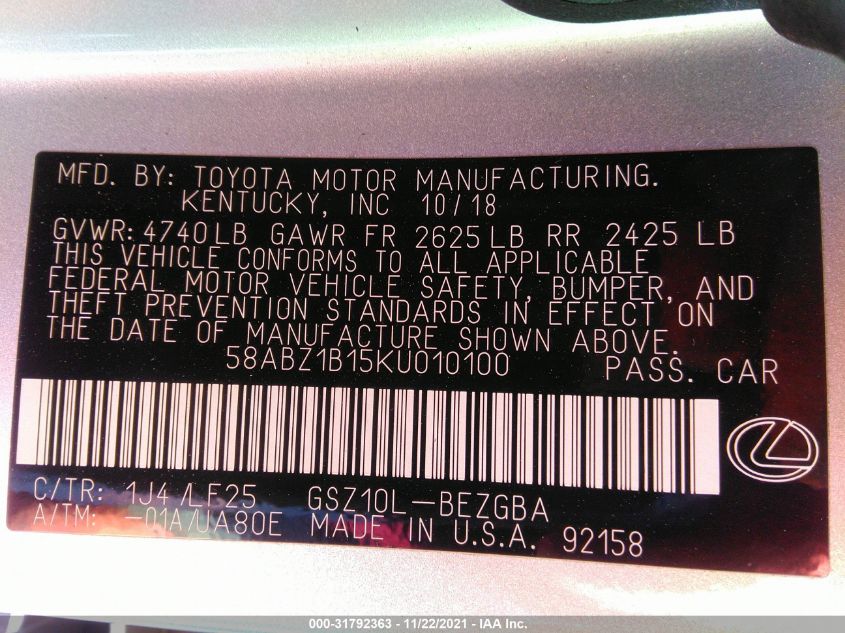 MFD. BY: TOYOTA MOTOR MANUFACTURING.
KENTUCKY, INC 10/18
GVWR: 4740LB GAWR FR 2625LB RR 2425 LB
THIS VEHICLE CONFORMS TO ALL APPLICABLE
FEDERAL MOTOR VEHICLE SAFETY, BUMPER, AND
THEFT PREVENTION STANDARDS IN EFFECT ON
THE DATE OF MANUFACTURE SHOWN ABOVE.
58ABZ1B15KU010100 PASS. CAR
C/TR: 1J4 /LF25 GSZ10L-BEZGBA
A/TM: -01A/UA80E MADE IN U.S.A. 92158
000-31792363 - 11/22/2021 - IAA Inc.